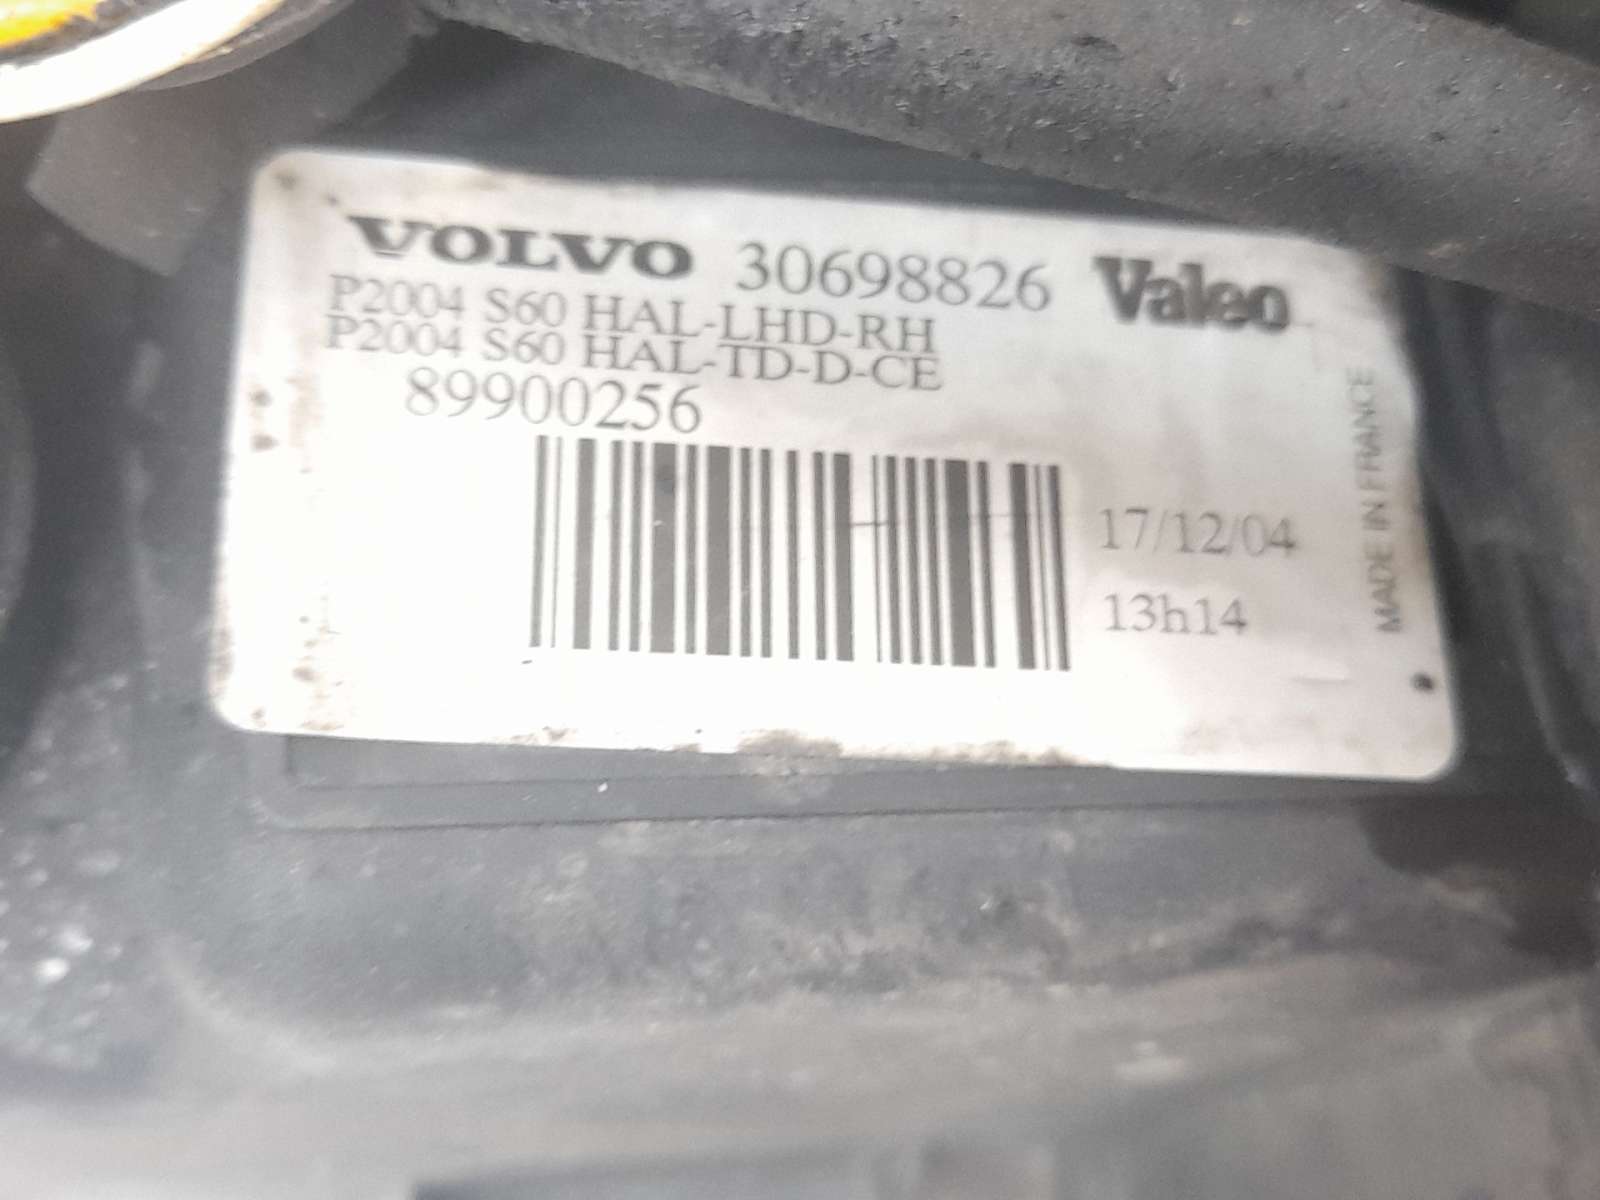 VOLVO 30698826 Valeo
P2004 S60 HAL-LHD-RH
P2004 S60 HAL-TD-D-CE
89900256
17/12/04
13h14
MADE IN FRANCE